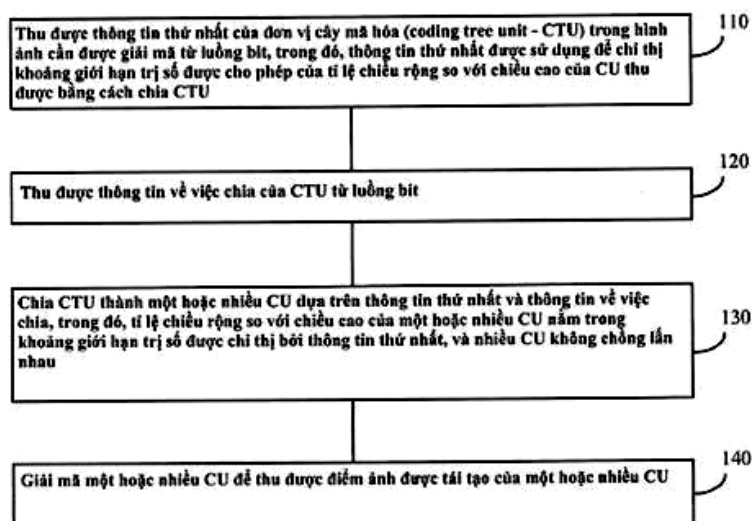 110
Thu được thông tin thứ nhất của đơn vị cây mã hóa (coding tree unit - CTU) trong hình
ảnh cần được giải mã từ luồng bit, trong đó, thông tin thứ nhất được sử dụng để chỉ thị
khoảng giới hạn trị số được cho phép của tỉ lệ chiều rộng so với chiều cao của CU thu
được bằng cách chia CTU
120
Thu được thông tin về việc chia của CTU từ luồng bit
Chia CTU thành một hoặc nhiều CU dựa trên thông tin thứ nhất và thông tin về việc
chia, trong đó, tỉ lệ chiều rộng so với chiều cao của một hoặc nhiều CU nằm trong
khoảng giới hạn trị số được chỉ thị bởi thông tin thứ nhất, và nhiều CU không chồng lấn
nhau
130
140
Giải mã một hoặc nhiều CU để thu được điểm ảnh được tái tạo của một hoặc nhiều CU